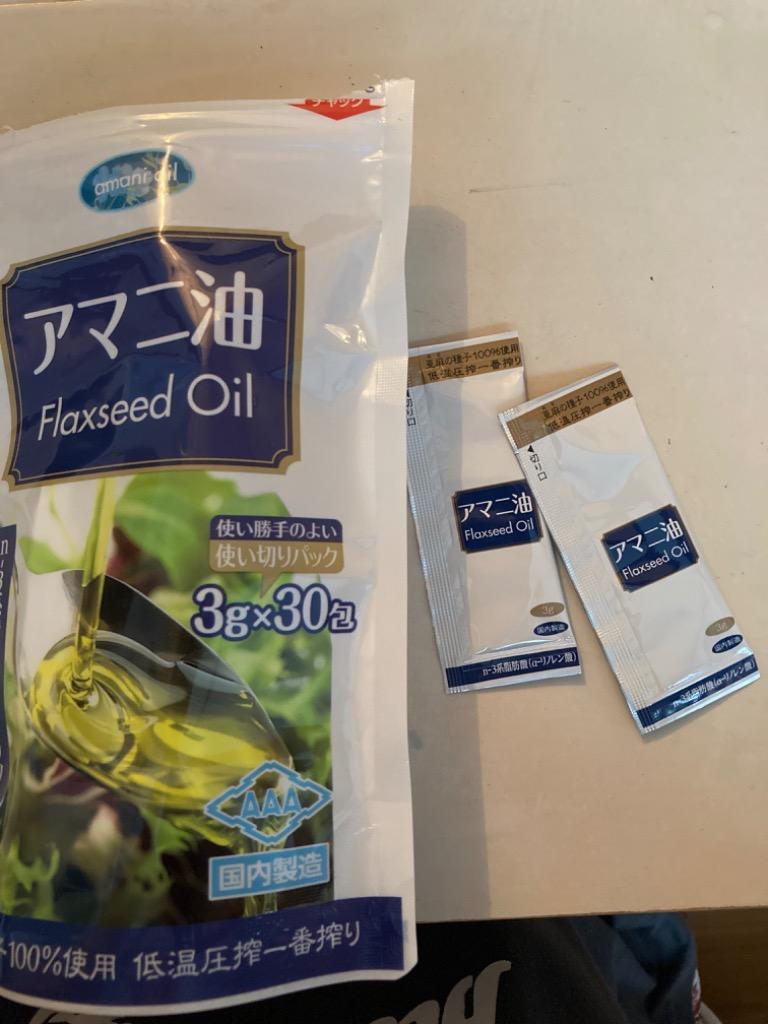 チャック
amani oil
アマニ油
Flaxseed Oil
使い勝手のよい
使い切りパック
3g×30包
AAA
国内製造
100%使用 低温圧搾一番搾り
亜麻の種子100%使用
低温圧搾一番搾り
切り口
アマニ油
Flaxseed Oil
3g
国内製造
n-3系脂肪酸(α-リノレン酸)
亜麻の種子100%使用
低温圧搾一番搾り
▲切り口
アマニ油
Flaxseed Oil
3g
国内製造
n-3系脂肪酸(α-リノレン酸)